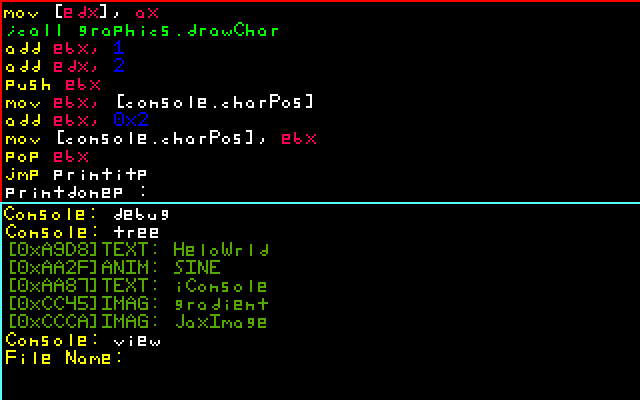 mov [edx], ax
;call graphics.drawChar
add ebx, 1
add edx, 2
push ebx
mov ebx, [console.charPos]
add ebx, 0x2
mov [console.charPos], ebx
pop ebx
jmp printitp
printdonep :
Console: debug
Console: tree
[0xA9D8]TEXT: HeloWrld
[0xAA2F]ANIM: SINE
[0xAA87]TEXT: iConsole
[0xCC45]IMAG: gradient
[0xCCCA]IMAG: JaxImage
Console: view
File Name: